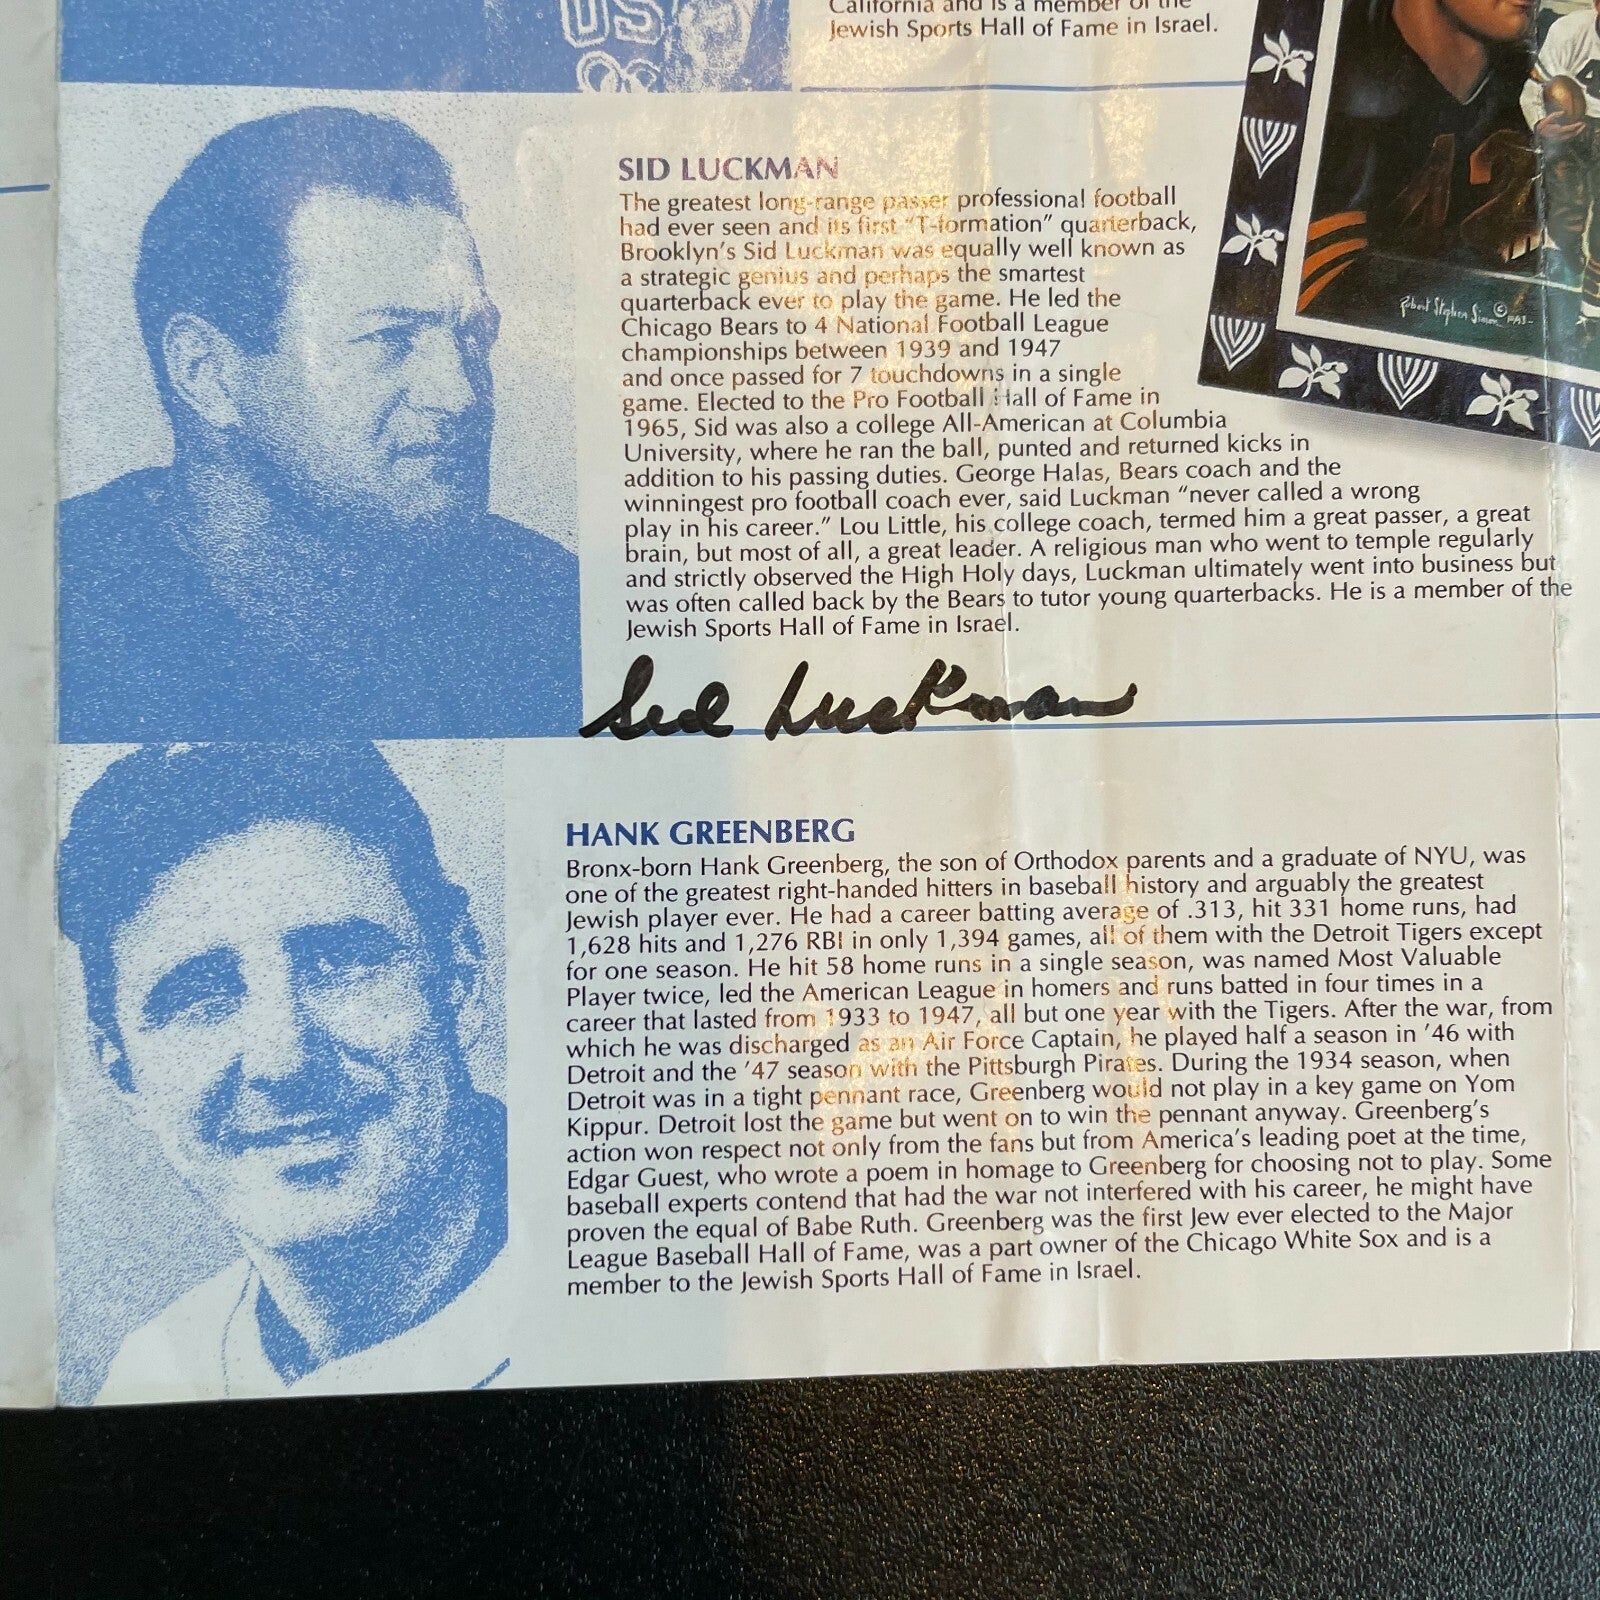 US
California and is a member of the
Jewish Sports Hall of Fame in Israel.
SID LUCKMAN
The greatest long-range passer professional football
had ever seen and its first "T-formation" quarterback,
Brooklyn's Sid Luckman was equally well known as
a strategic genius and perhaps the smartest
quarterback ever to play the game. He led the
Chicago Bears to 4 National Football League
championships between 1939 and 1947
and once passed for 7 touchdowns in a single
game. Elected to the Pro Football Hall of Fame in
1965, Sid was also a college All-American at Columbia
University, where he ran the ball, punted and returned kicks in
addition to his passing duties. George Halas, Bears coach and the
winningest pro football coach ever, said Luckman "never called a wrong
play in his career." Lou Little, his college coach, termed him a great passer, a great
brain, but most of all, a great leader. A religious man who went to temple regularly
and strictly observed the High Holy days, Luckman ultimately went into business but
was often called back by the Bears to tutor young quarterbacks. He is a member of the
Jewish Sports Hall of Fame in Israel.
Sid Luckman
42
Robert Stephen Simon ©
HANK GREENBERG
Bronx-born Hank Greenberg, the son of Orthodox parents and a graduate of NYU, was
one of the greatest right-handed hitters in baseball history and arguably the greatest
Jewish player ever. He had a career batting average of .313, hit 331 home runs, had
1,628 hits and 1,276 RBI in only 1,394 games, all of them with the Detroit Tigers except
for one season. He hit 58 home runs in a single season, was named Most Valuable
Player twice, led the American League in homers and runs batted in four times in a
career that lasted from 1933 to 1947, all but one year with the Tigers. After the war, from
which he was discharged as an Air Force Captain, he played half a season in '46 with
Detroit and the '47 season with the Pittsburgh Pirates. During the 1934 season, when
Detroit was in a tight pennant race, Greenberg would not play in a key game on Yom
Kippur. Detroit lost the game but went on to win the pennant anyway. Greenberg's
action won respect not only from the fans but from America's leading poet at the time,
Edgar Guest, who wrote a poem in homage to Greenberg for choosing not to play. Some
baseball experts contend that had the war not interfered with his career, he might have
proven the equal of Babe Ruth. Greenberg was the first Jew ever elected to the Major
League Baseball Hall of Fame, was a part owner of the Chicago White Sox and is a
member to the Jewish Sports Hall of Fame in Israel.